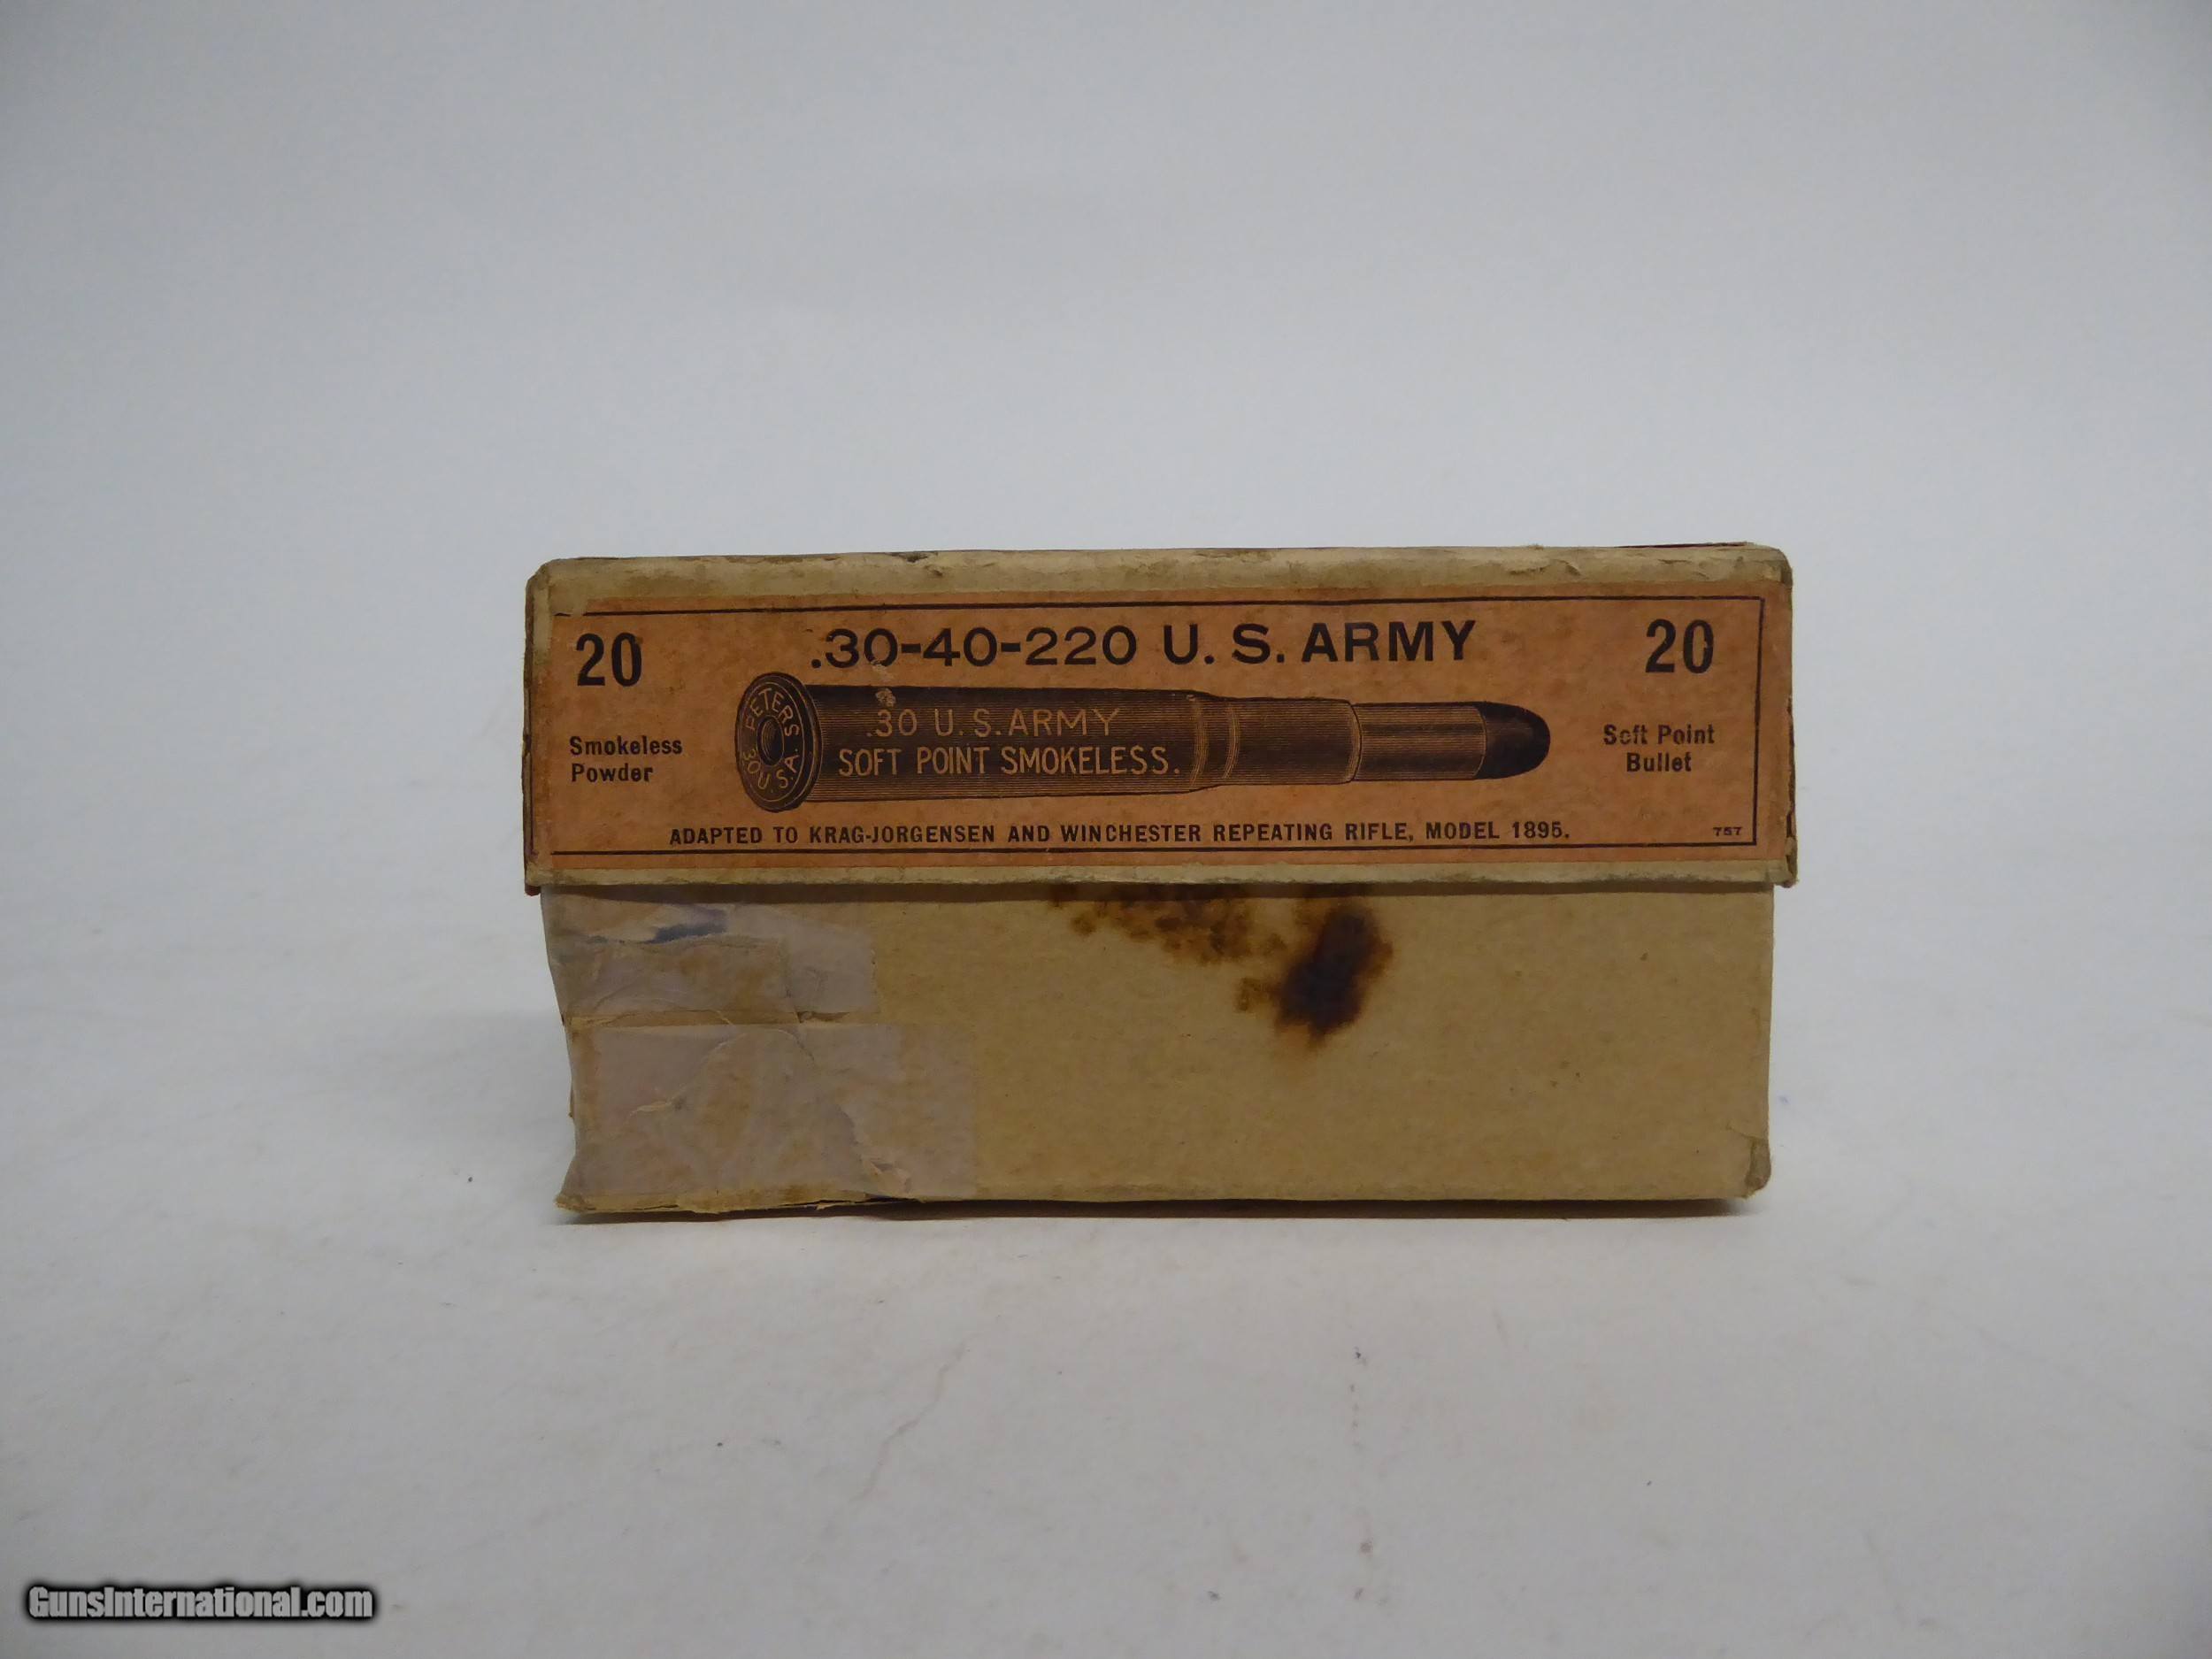 20 .30-40-220 U. S. ARMY 20
PETERS
30 U.S.A.
.30 U. S. ARMY
SOFT POINT SMOKELESS.
Smokeless
Powder
Soft Point
Bullet
ADAPTED TO KRAG-JORGENSEN AND WINCHESTER REPEATING RIFLE, MODEL 1895.
757
GunsInternational.com